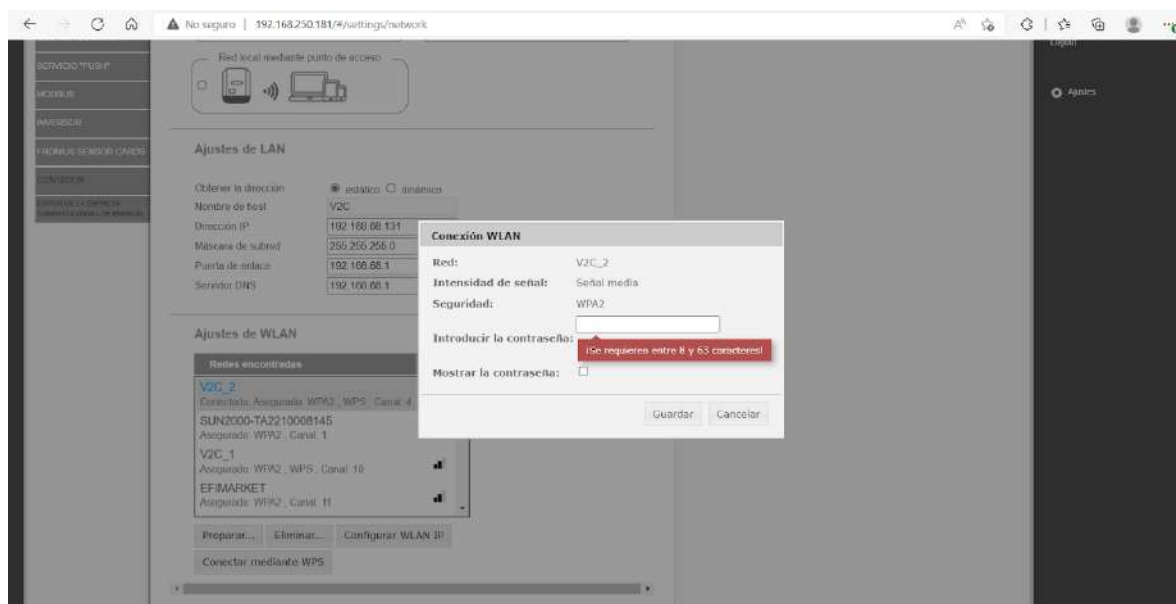 No seguro | 192.168.250.181/#/settings/network
Logout
Ajustes
SERVICIO "PUSH"
MODBUS
INVERSOR
FRONIUS SENSOR CARDS
CONTADOR
Red local mediante punto de acceso
Ajustes de LAN
Obtener la dirección estático dinámico
Nombre de host V2C
Dirección IP 192.168.68.131
Máscara de subred 255.255.255.0
Puerta de enlace 192.168.68.1
Servidor DNS 192.168.68.1
Ajustes de WLAN
Redes encontradas
V2C_2
Conectado, Asegurado: WPA2 , WPS , Canal: 4
SUN2000-TA2210008145
Asegurado: WPA2 , Canal: 1
V2C_1
Asegurado: WPA2 , WPS , Canal: 10
EFIMARKET
Asegurado: WPA2 , Canal: 11
Preparar... Eliminar... Configurar WLAN IP
Conectar mediante WPS
Conexión WLAN
Red: V2C_2
Intensidad de señal: Señal media
Seguridad: WPA2
Introducir la contraseña:
¡Se requieren entre 8 y 63 caracteres!
Mostrar la contraseña:
Guardar Cancelar